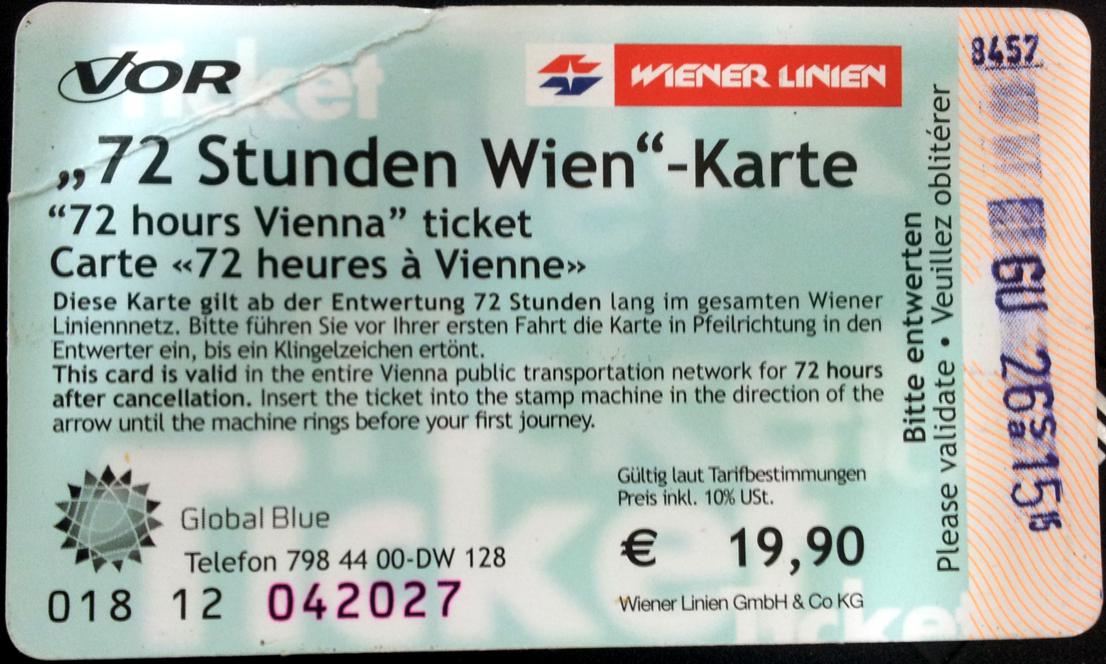 VOR
WIENER LINIEN
„72 Stunden Wien“-Karte
“72 hours Vienna” ticket
Carte «72 heures à Vienne»
Diese Karte gilt ab der Entwertung 72 Stunden lang im gesamten Wiener
Liniennnetz. Bitte führen Sie vor Ihrer ersten Fahrt die Karte in Pfeilrichtung in den
Entwerter ein, bis ein Klingelzeichen ertönt.
This card is valid in the entire Vienna public transportation network for 72 hours
after cancellation. Insert the ticket into the stamp machine in the direction of the
arrow until the machine rings before your first journey.
Global Blue
Telefon 798 44 00-DW 128
018 12 042027
Gültig laut Tarifbestimmungen
Preis inkl. 10% USt.
€ 19,90
Wiener Linien GmbH & Co KG
Bitte entwerten
Please validate • Veuillez oblitérer
8457
Ticket
Ticket
Ticket